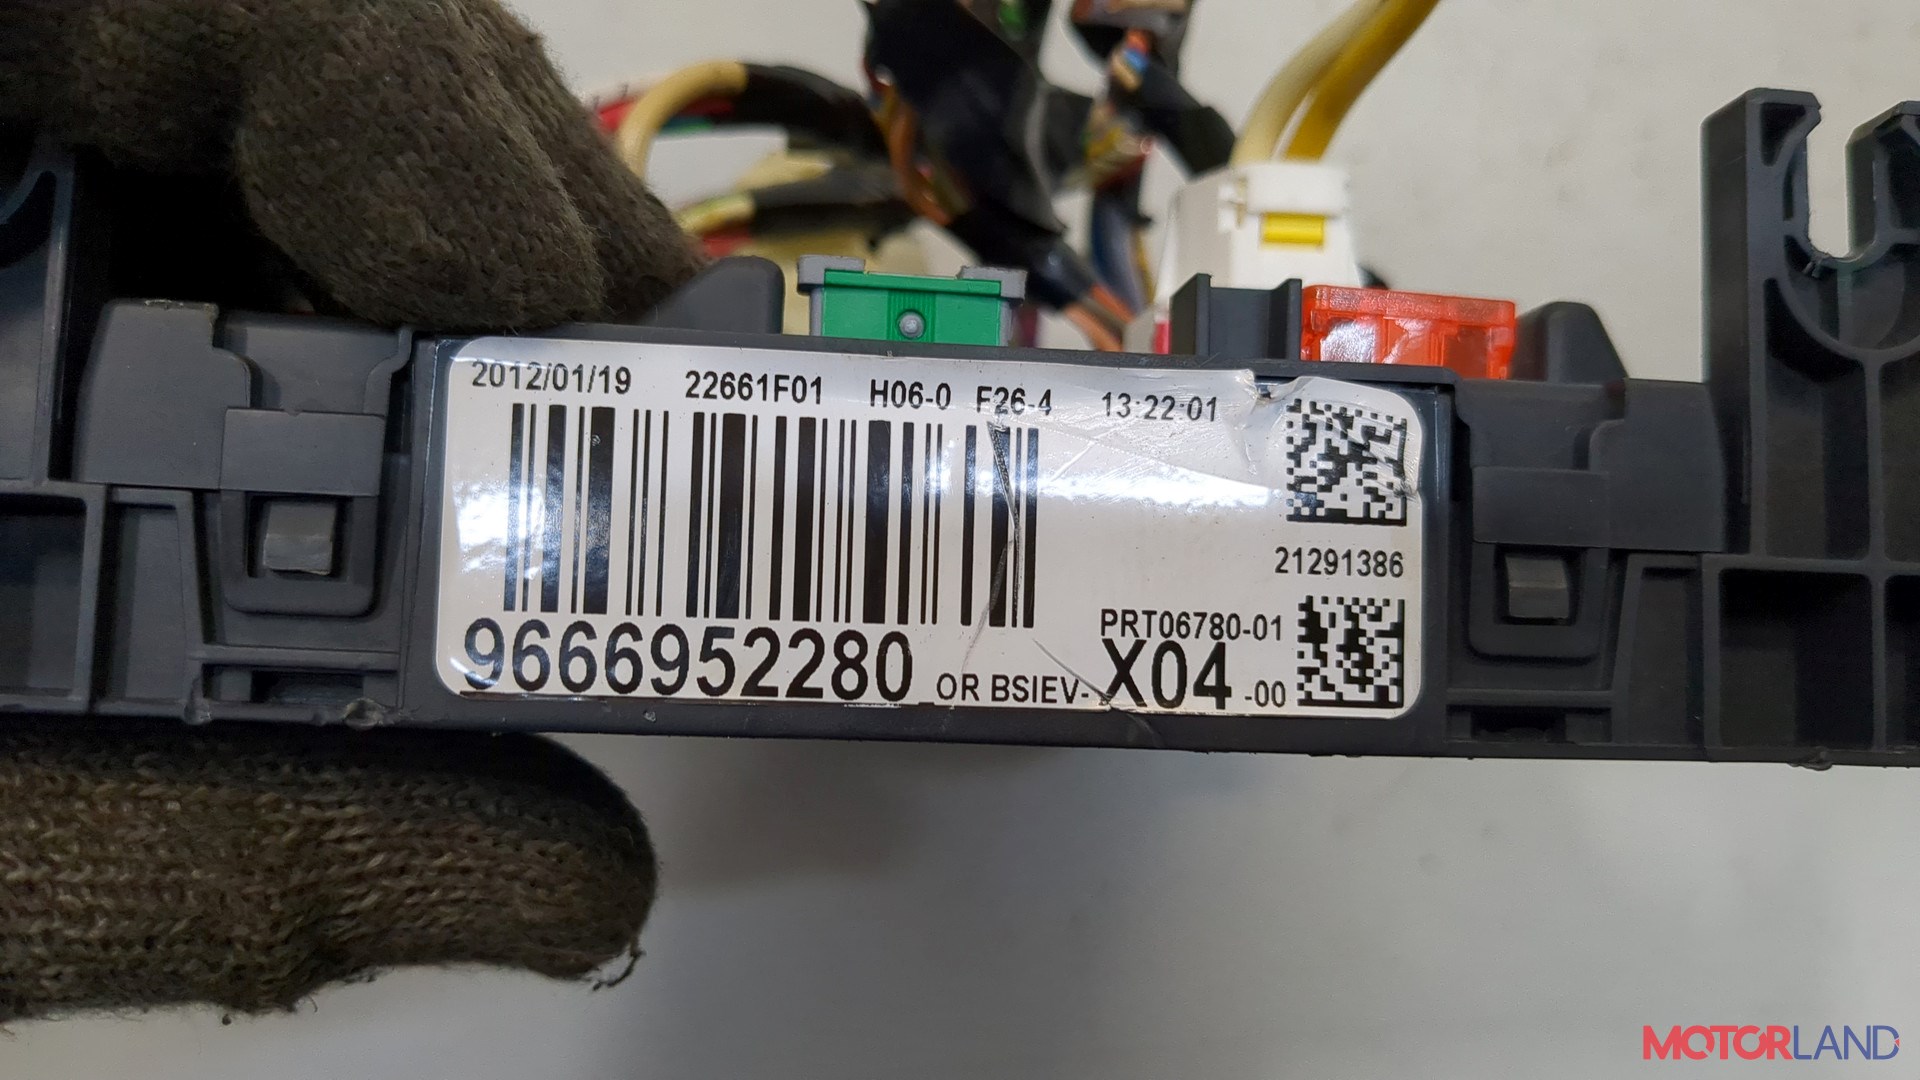 2012/01/19 22661F01 H06-0 F26-4 13:22:01
21291386
PRT06780-01
9666952280 OR BSIEV-X04-00
MOTORLAND